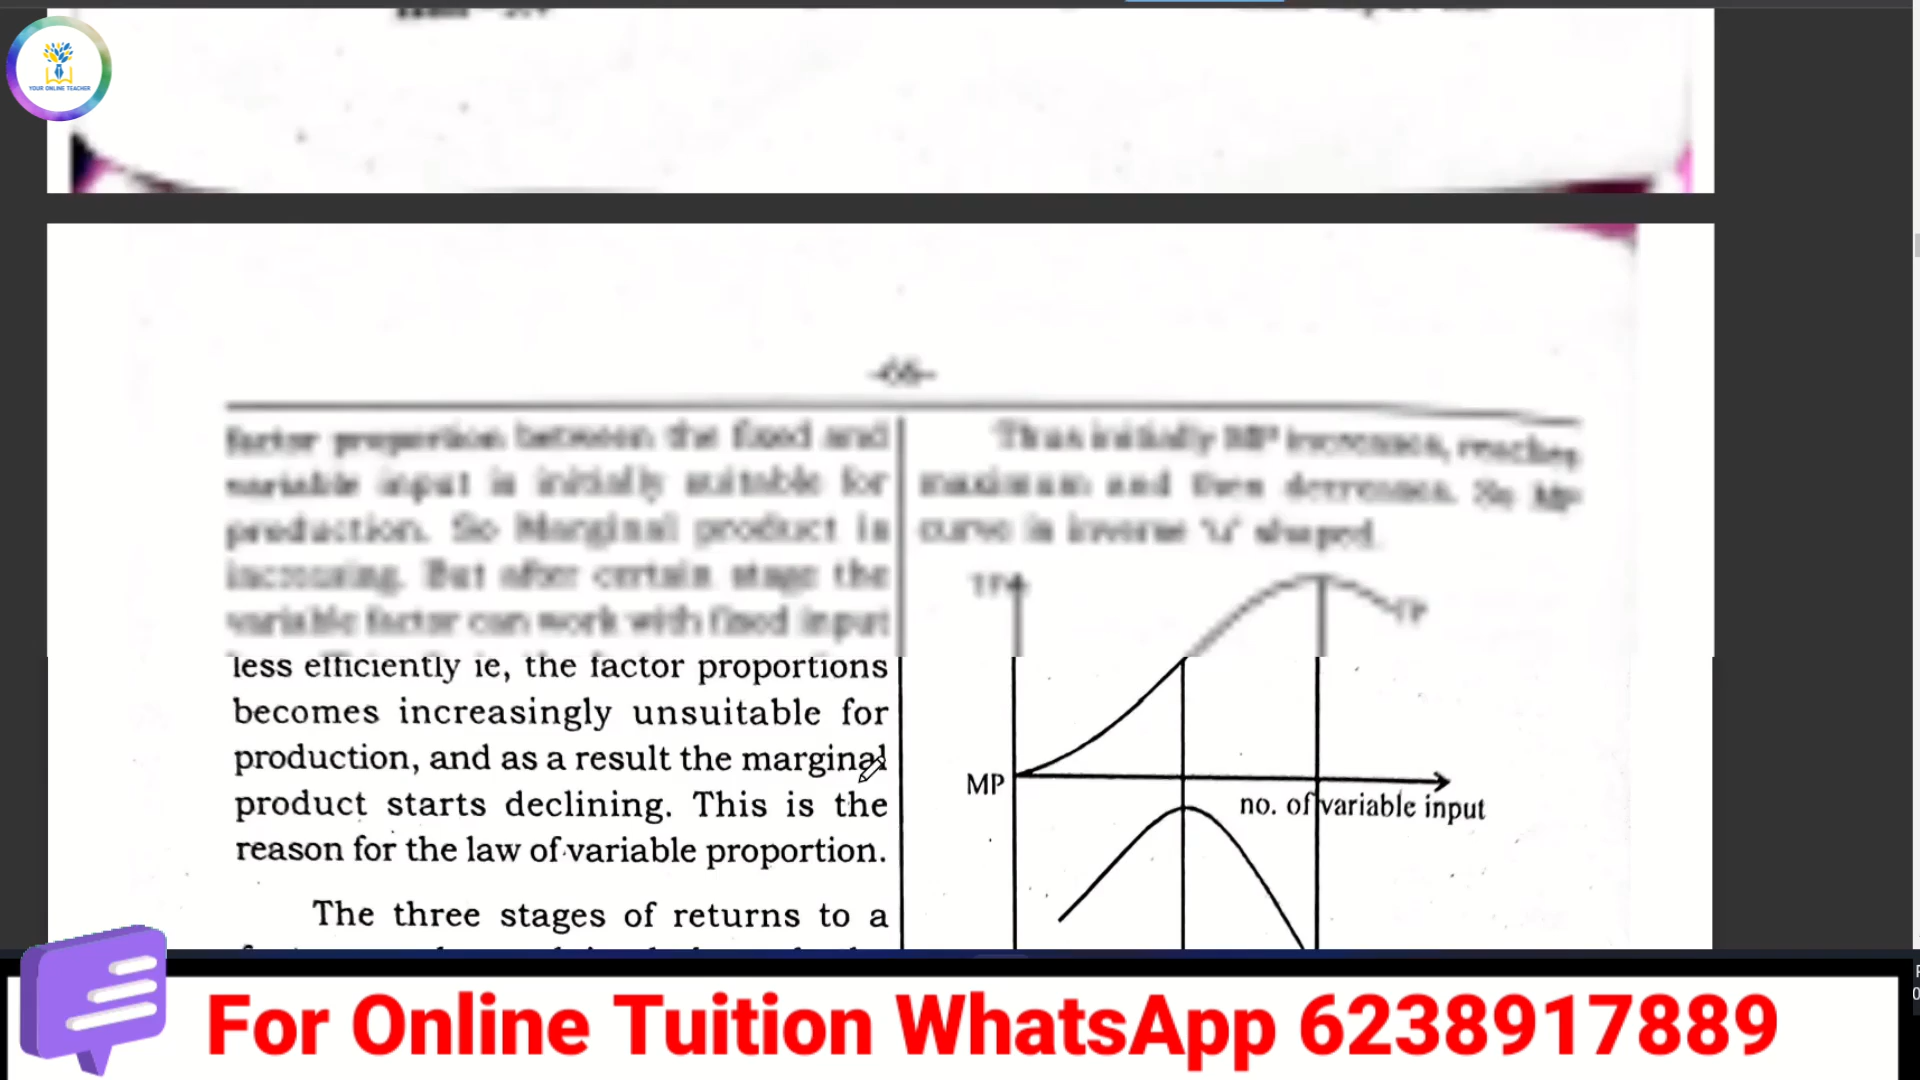 YOUR ONLINE TEACHER
-66-
factor proportion between the fixed and
variable input is initially suitable for
production. So Marginal product is
increasing. But after certain stage the
variable factor can work with fixed input
less efficiently ie, the factor proportions
becomes increasingly unsuitable for
production, and as a result the marginal
product starts declining. This is the
reason for the law of variable proportion.
The three stages of returns to a
Thus initially MP increases, reaches
maximum and then decreases. So MP
curve is inverse 'u' shaped.
TP
TP
MP
no. of variable input
For Online Tuition WhatsApp 6238917889